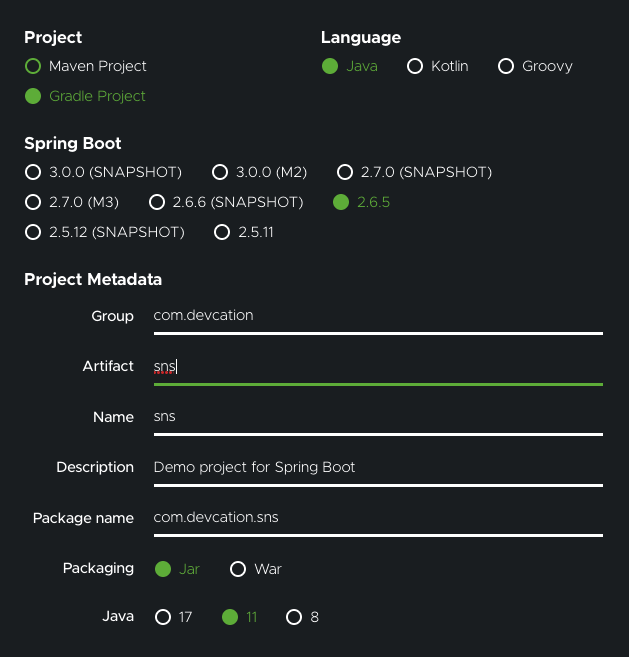 Project Language
Maven Project Java Kotlin Groovy
Gradle Project
Spring Boot
3.0.0 (SNAPSHOT) 3.0.0 (M2) 2.7.0 (SNAPSHOT)
2.7.0 (M3) 2.6.6 (SNAPSHOT) 2.6.5
2.5.12 (SNAPSHOT) 2.5.11
Project Metadata
Group com.devcation
Artifact sns
Name sns
Description Demo project for Spring Boot
Package name com.devcation.sns
Packaging Jar War
Java 17 11 8